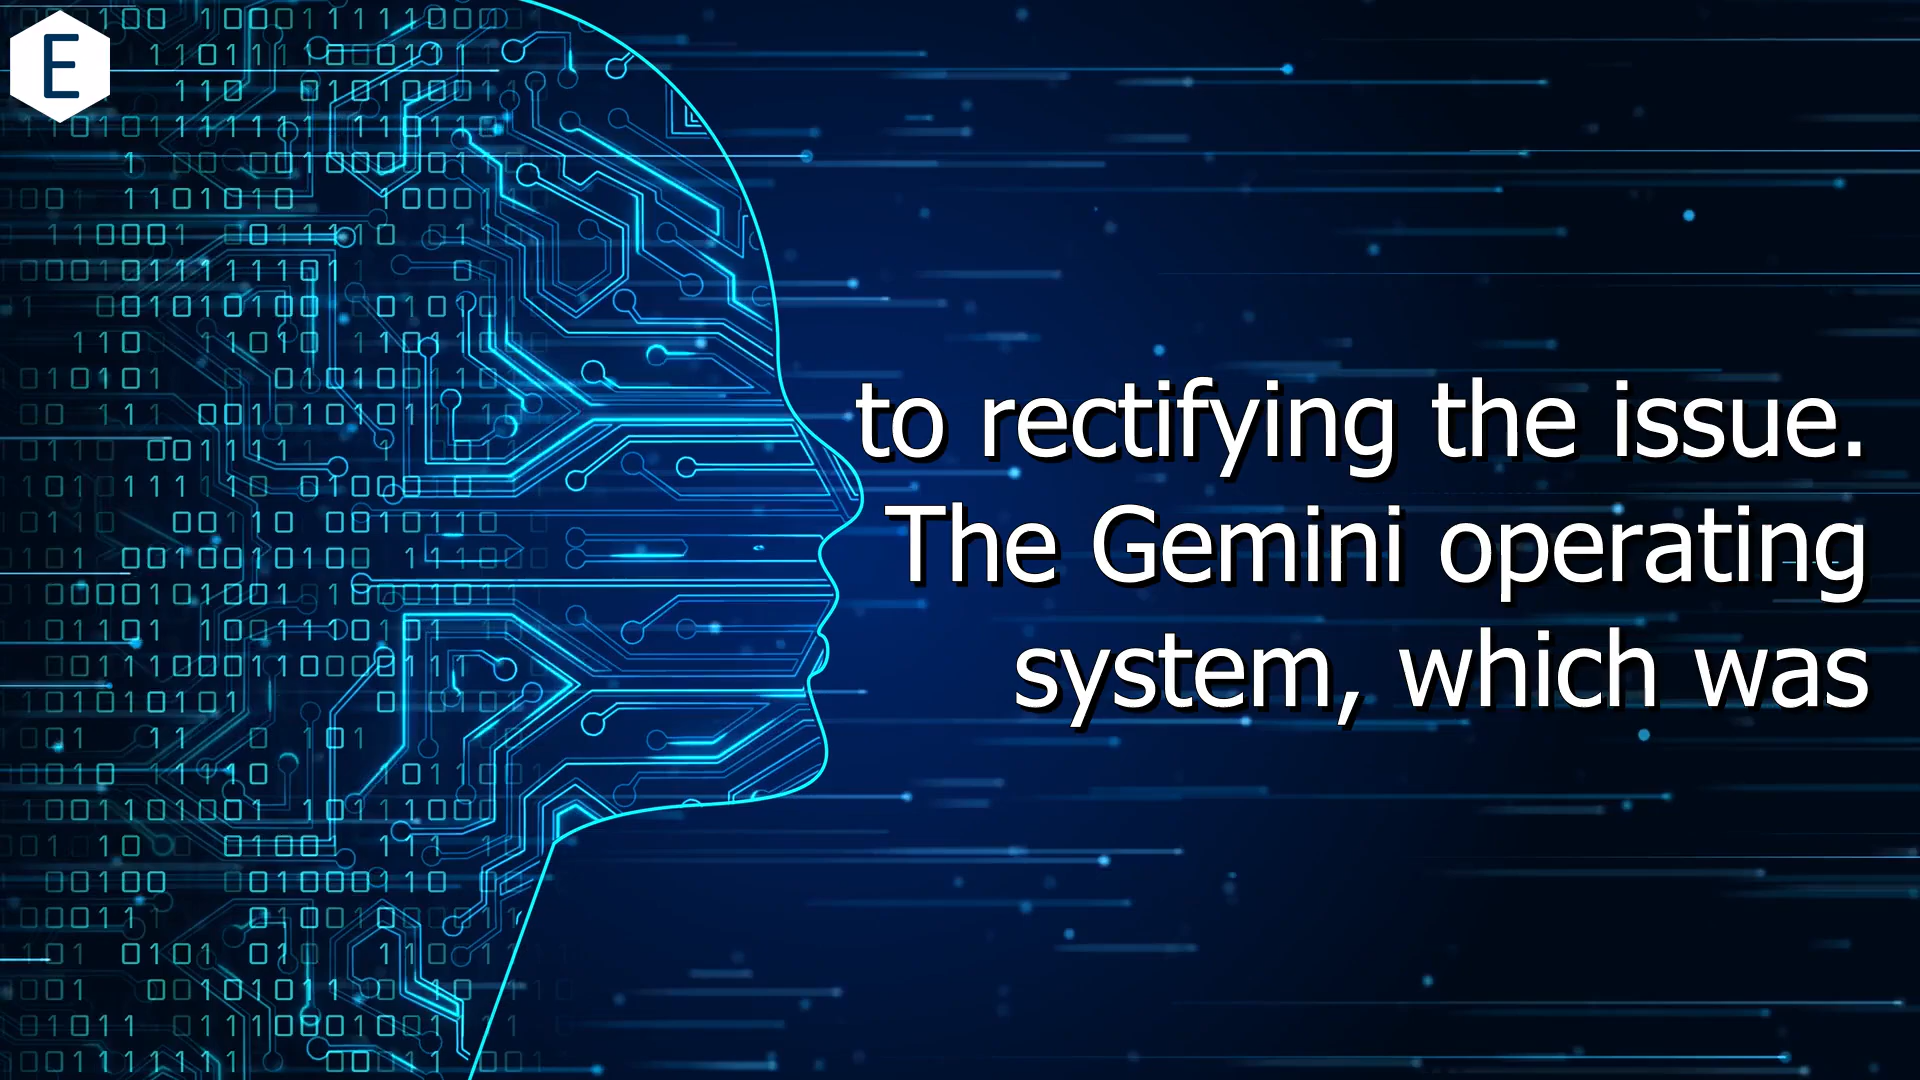 E
to rectifying the issue.
The Gemini operating
system, which was